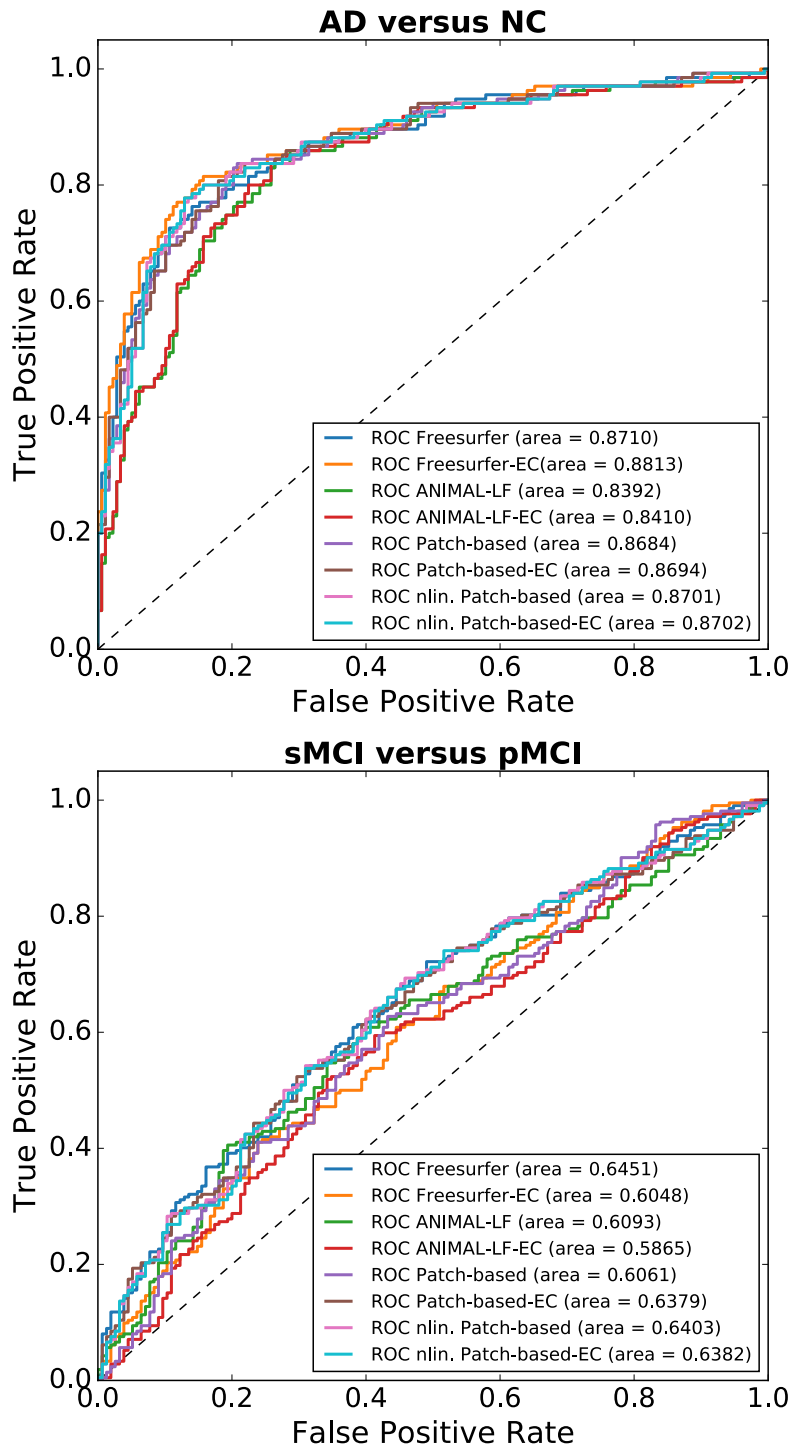 AD versus NC
1.0
0.8
0.6
0.4
0.2
0.0
True Positive Rate
ROC Freesurfer (area = 0.8710)
ROC Freesurfer-EC(area = 0.8813)
ROC ANIMAL-LF (area = 0.8392)
ROC ANIMAL-LF-EC (area = 0.8410)
ROC Patch-based (area = 0.8684)
ROC Patch-based-EC (area = 0.8694)
ROC nlin. Patch-based (area = 0.8701)
ROC nlin. Patch-based-EC (area = 0.8702)
0.0 0.2 0.4 0.6 0.8 1.0
False Positive Rate
sMCI versus pMCI
1.0
0.8
0.6
0.4
0.2
0.0
True Positive Rate
ROC Freesurfer (area = 0.6451)
ROC Freesurfer-EC (area = 0.6048)
ROC ANIMAL-LF (area = 0.6093)
ROC ANIMAL-LF-EC (area = 0.5865)
ROC Patch-based (area = 0.6061)
ROC Patch-based-EC (area = 0.6379)
ROC nlin. Patch-based (area = 0.6403)
ROC nlin. Patch-based-EC (area = 0.6382)
0.0 0.2 0.4 0.6 0.8 1.0
False Positive Rate